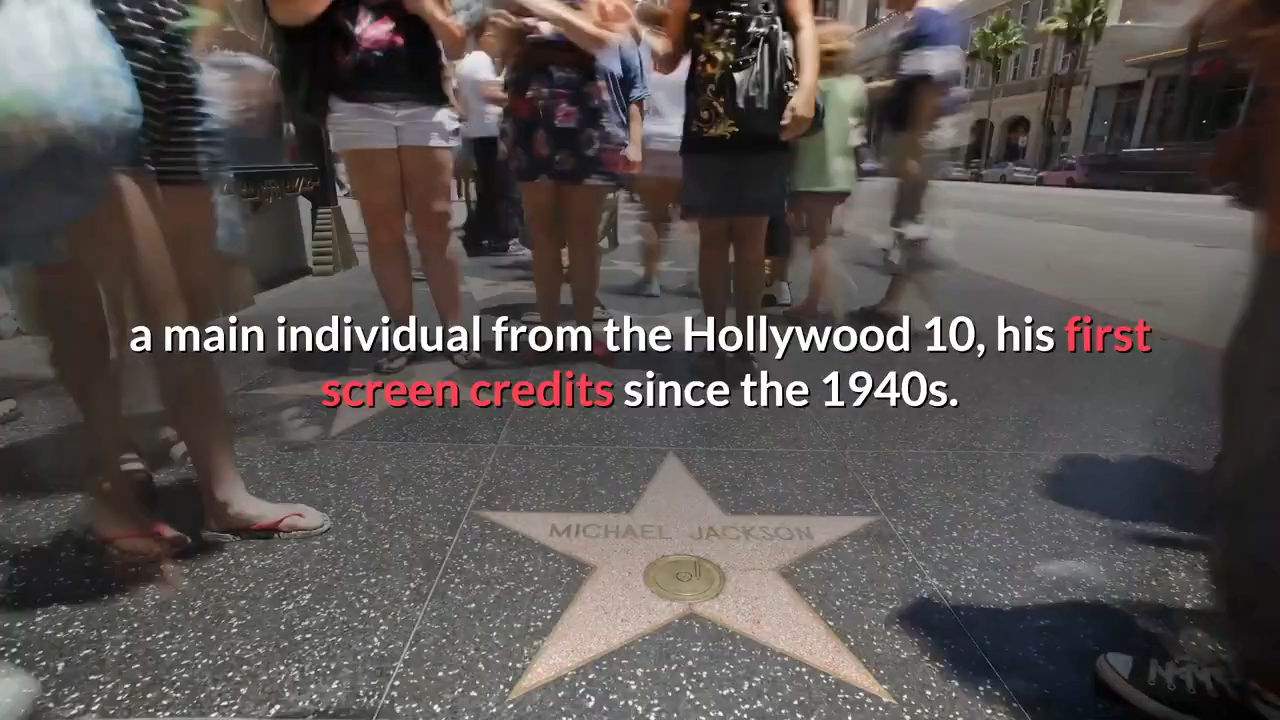 a main individual from the Hollywood 10, his first
screen credits since the 1940s.
MICHAEL JACKSON